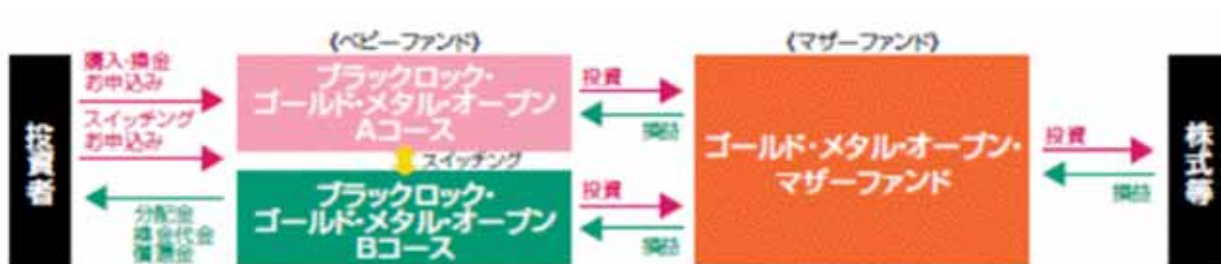 《ベビーファンド》
《マザーファンド》
投資者
購入・換金
お申込み
スイッチング
お申込み
分配金
換金代金
償還金
ブラックロック・
ゴールド・メタル・オープン
Aコース
スイッチング
ブラックロック・
ゴールド・メタル・オープン
Bコース
投資
損益
投資
損益
ゴールド・メタル・オープン・
マザーファンド
投資
損益
株式等